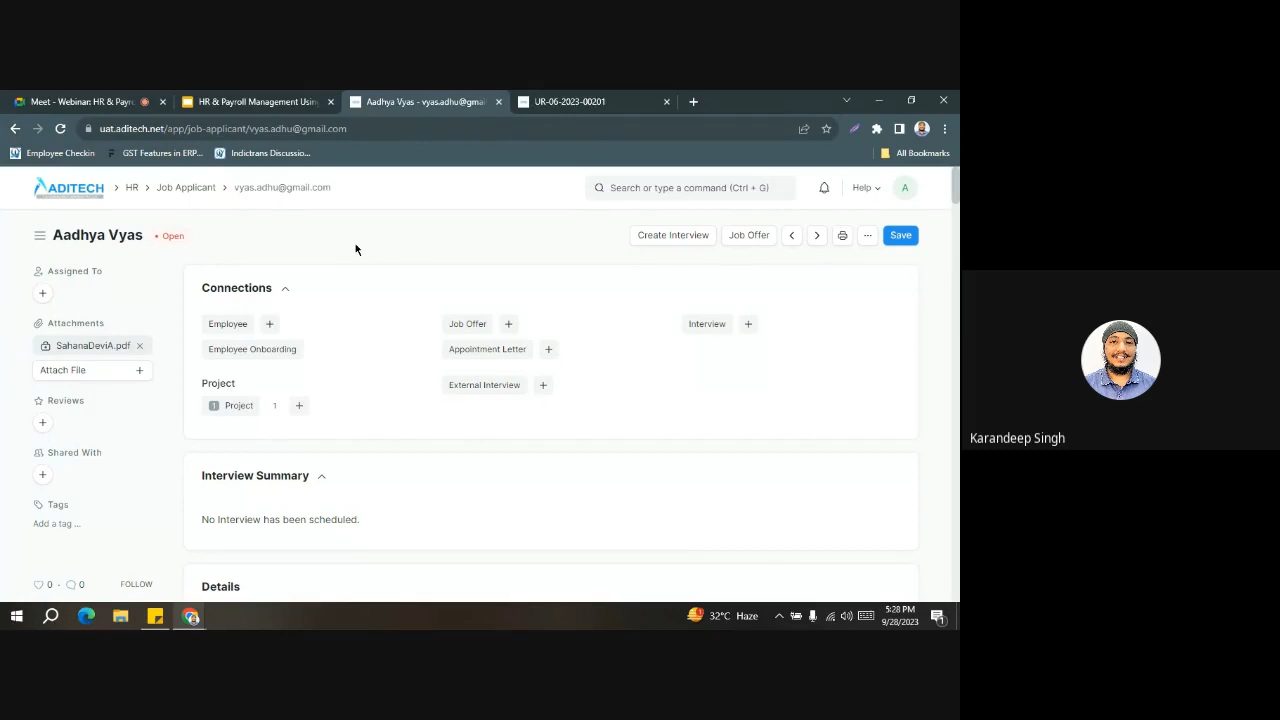 Meet - Webinar: HR & Payro
HR & Payroll Management Using
Aadhya Vyas - vyas.adhu@gmai
UR-06-2023-00201
uat.aditech.net/app/job-applicant/vyas.adhu@gmail.com
Employee Checkin
GST Features in ERP...
Indictrans Discussio...
All Bookmarks
ADITECH
HR
Job Applicant
vyas.adhu@gmail.com
Search or type a command (Ctrl + G)
Help
A
Aadhya Vyas
Open
Create Interview
Job Offer
Save
Assigned To
Attachments
SahanaDeviA.pdf
Attach File
Reviews
Shared With
Tags
Add a tag ...
0 · 0
FOLLOW
Connections
Employee
Job Offer
Interview
Employee Onboarding
Appointment Letter
Project
External Interview
1 Project 1
Interview Summary
No Interview has been scheduled.
Details
Karandeep Singh
32°C Haze
5:28 PM
9/28/2023
1